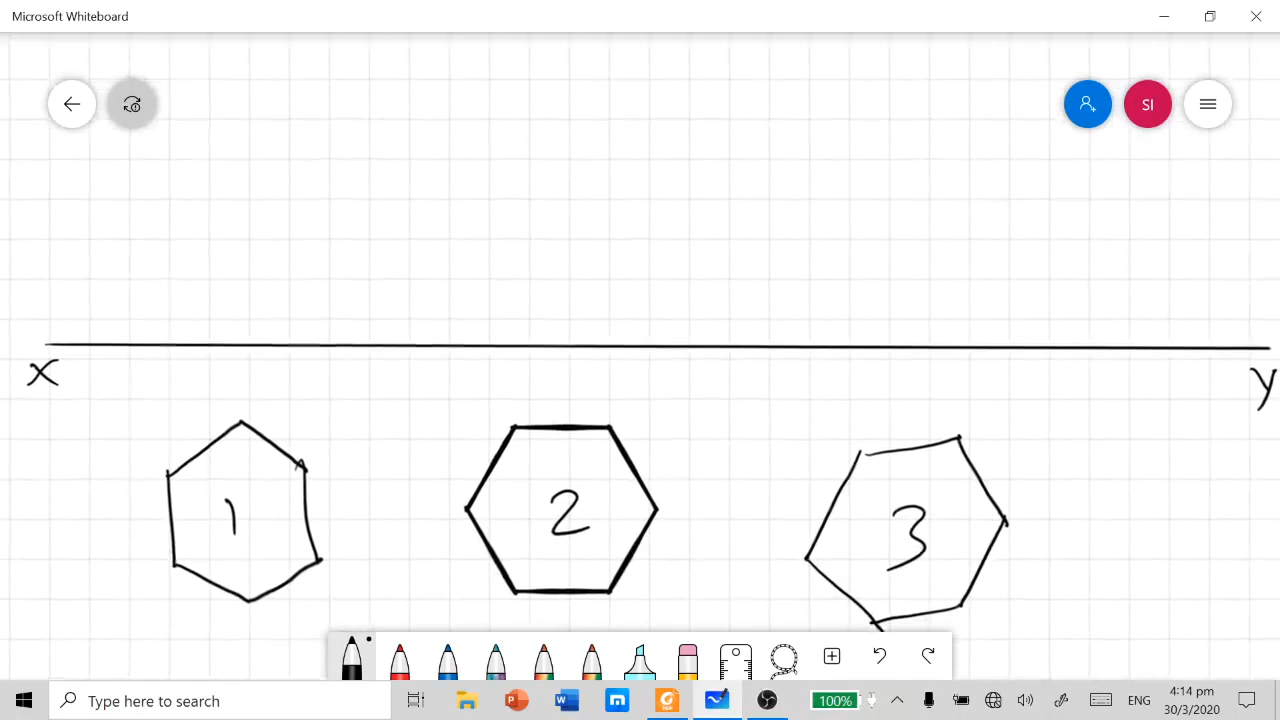 Microsoft Whiteboard
SI
x
y
1
2
3
Type here to search
100%
ENG
4:14 pm
30/3/2020